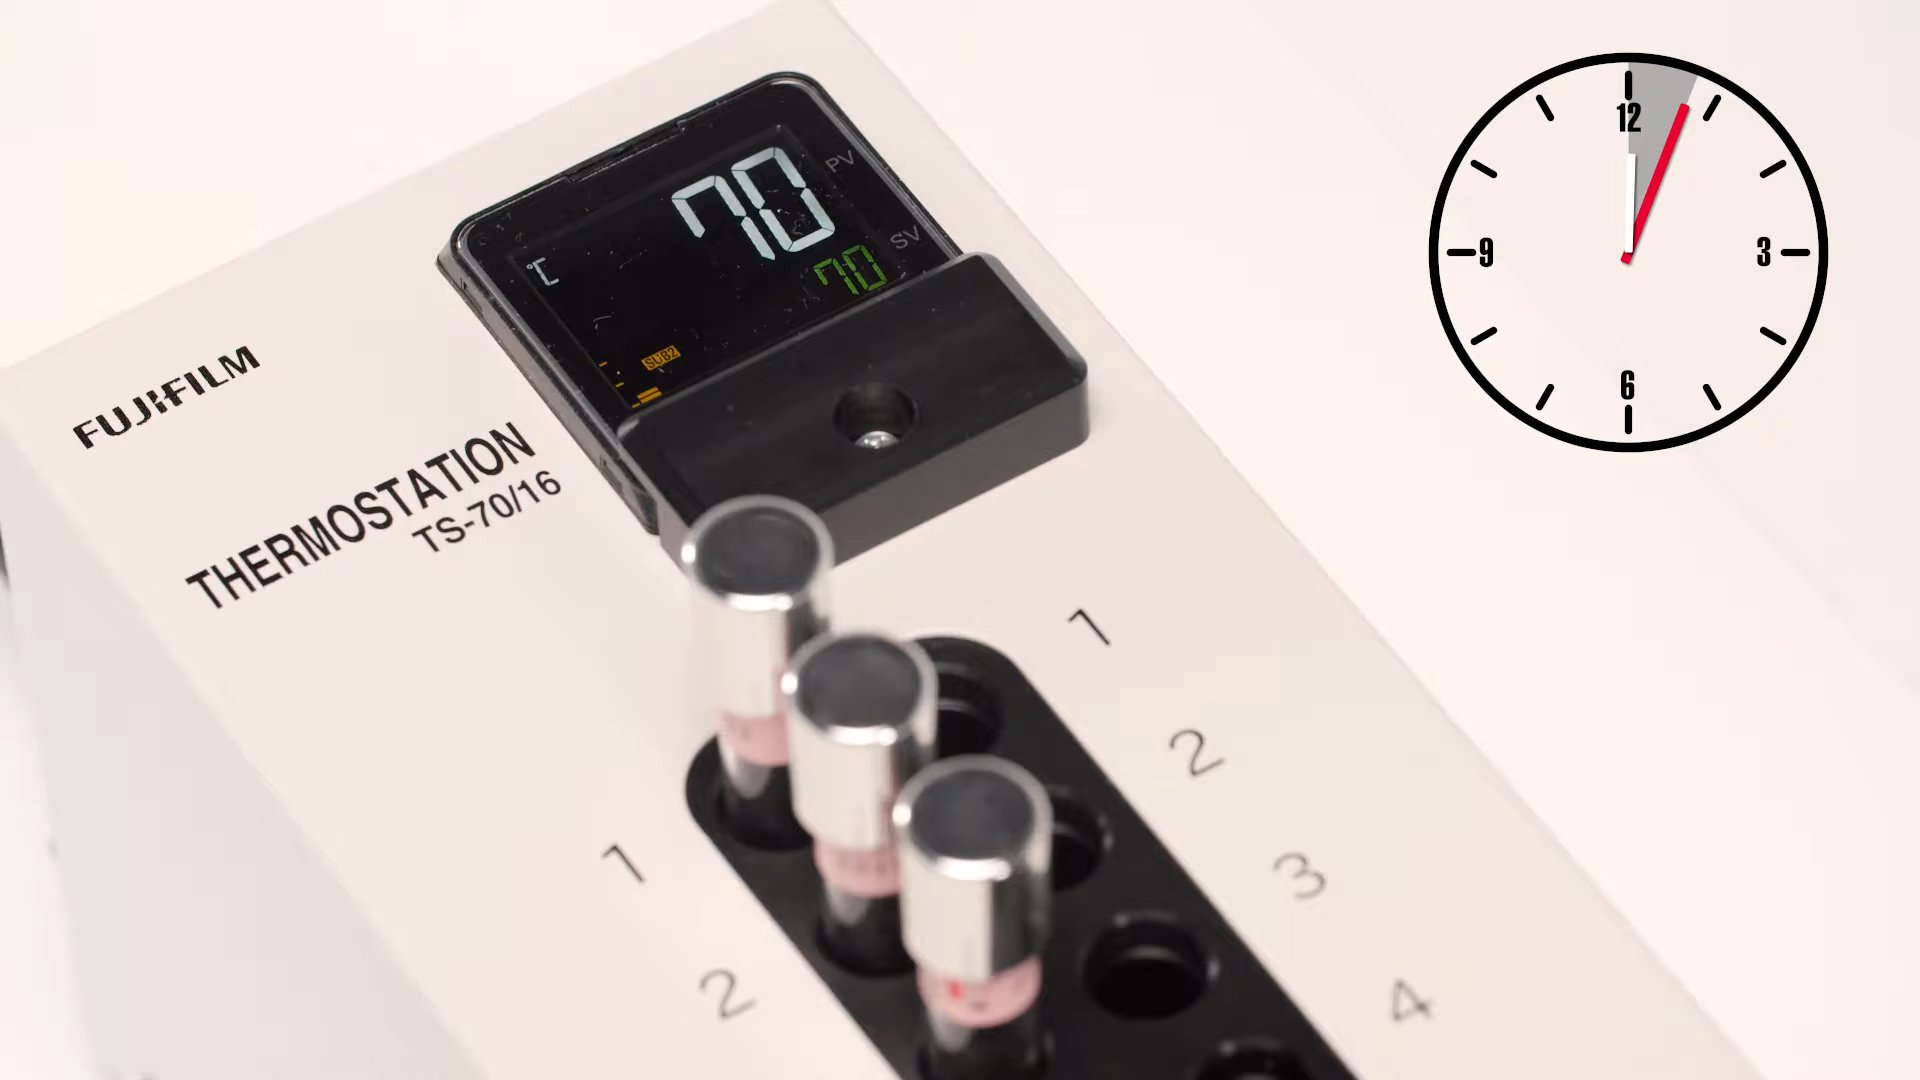 70
PV
SV
70
°C
SUB2
FUJIFILM
THERMOSTATION
TS-70/16
1
2
3
4
1
2
12
3
6
9